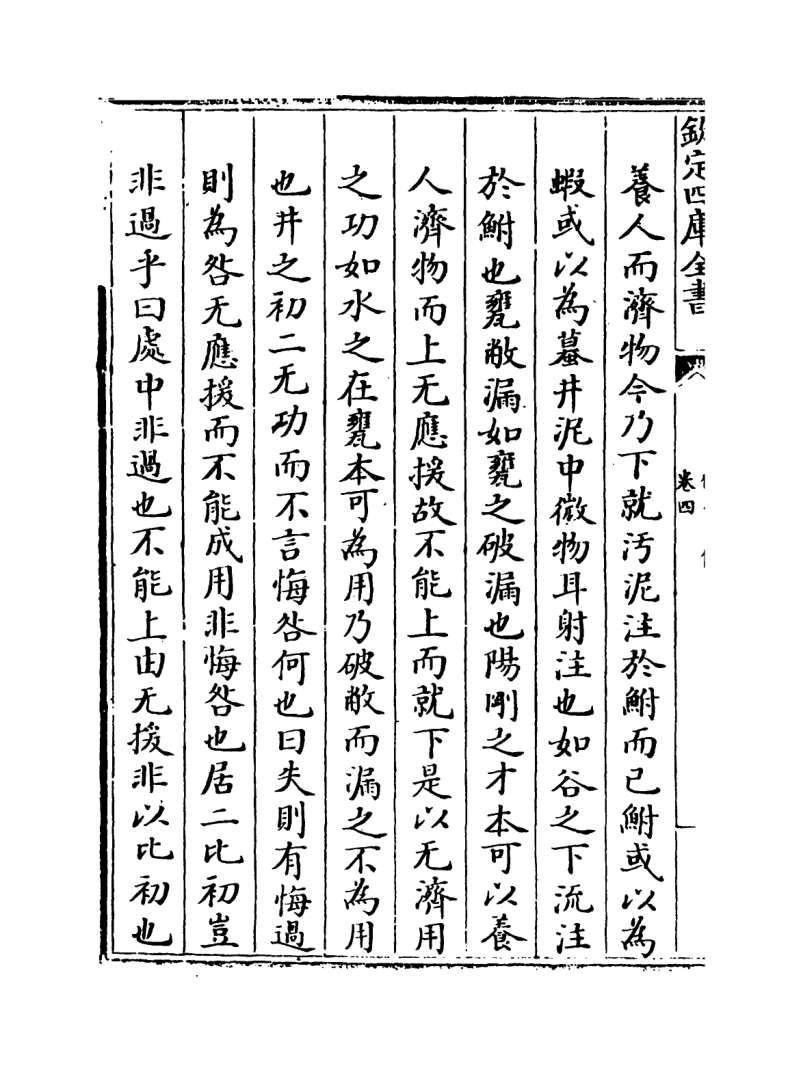 欽定四庫全書
卷四
養人而濟物今乃下就汚泥注於鮒而已鮒或以為
蝦或以為蟇井泥中微物耳射注也如谷之下流注
於鮒也甕敝漏如甕之破漏也陽剛之才本可以養
人濟物而上无應援故不能上而就下是以无濟用
之功如水之在甕本可為用乃破敝而漏之不為用
也井之初二无功而不言悔咎何也曰失則有悔過
則為咎无應援而不能成用非悔咎也居二比初豈
非過乎曰處中非過也不能上由无援非以比初也